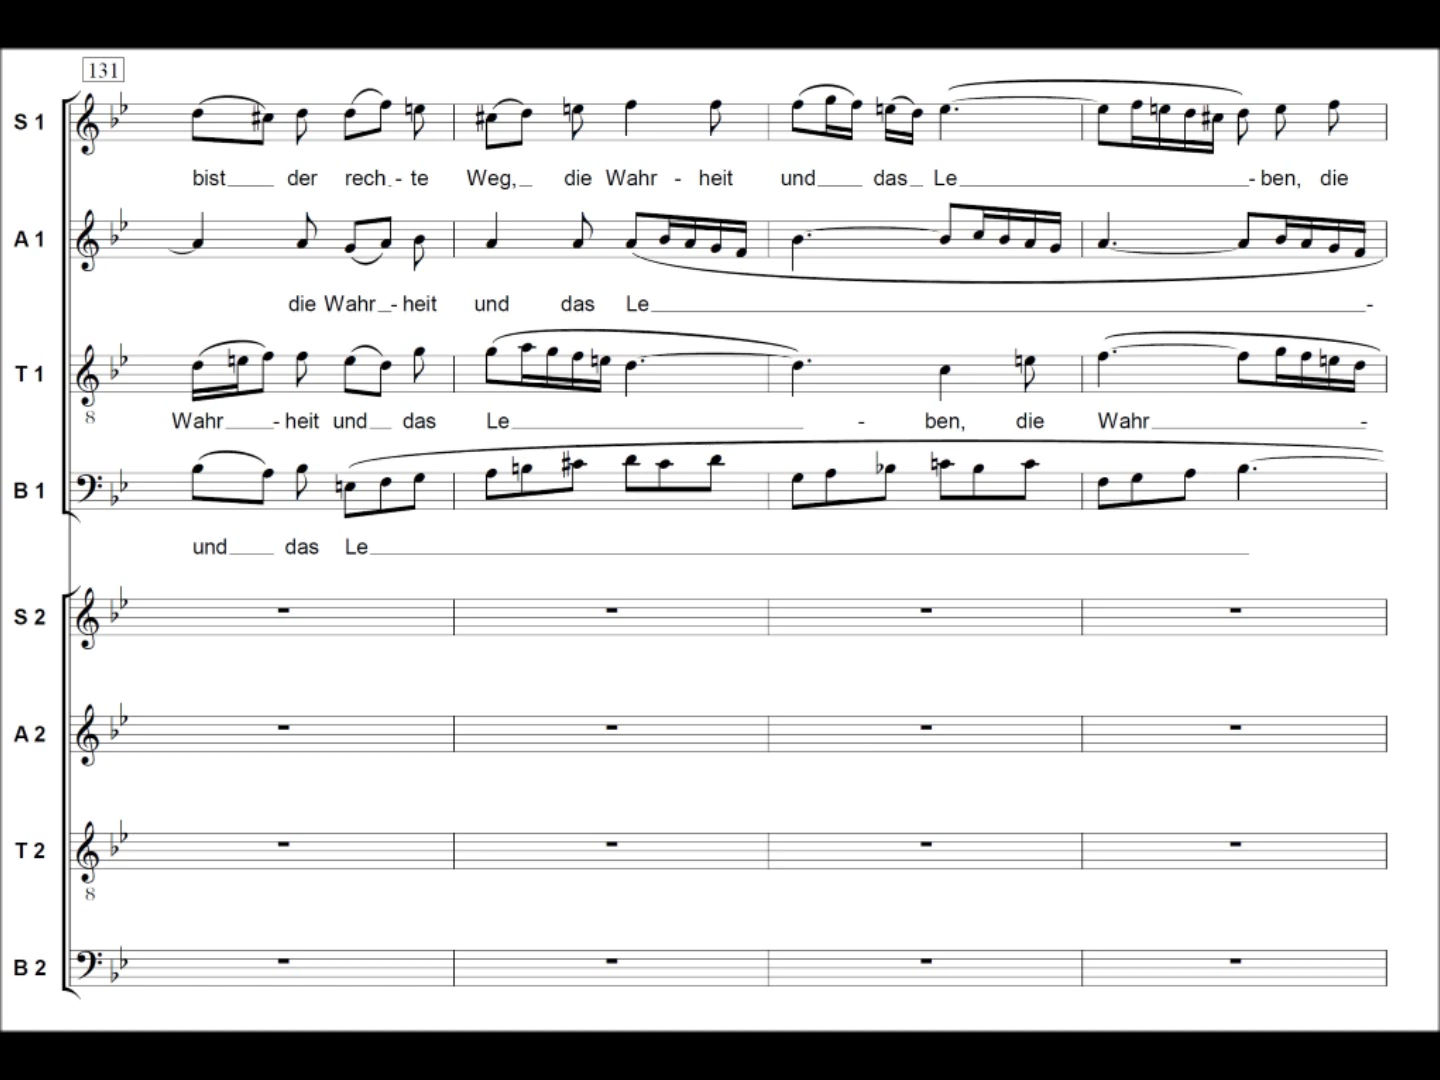 131
S 1
bist der rech - te Weg, die Wahr - heit und das Le - ben, die
A 1
die Wahr - heit und das Le -
T 1
8
Wahr - heit und das Le - ben, die Wahr -
B 1
und das Le
S 2
A 2
T 2
8
B 2